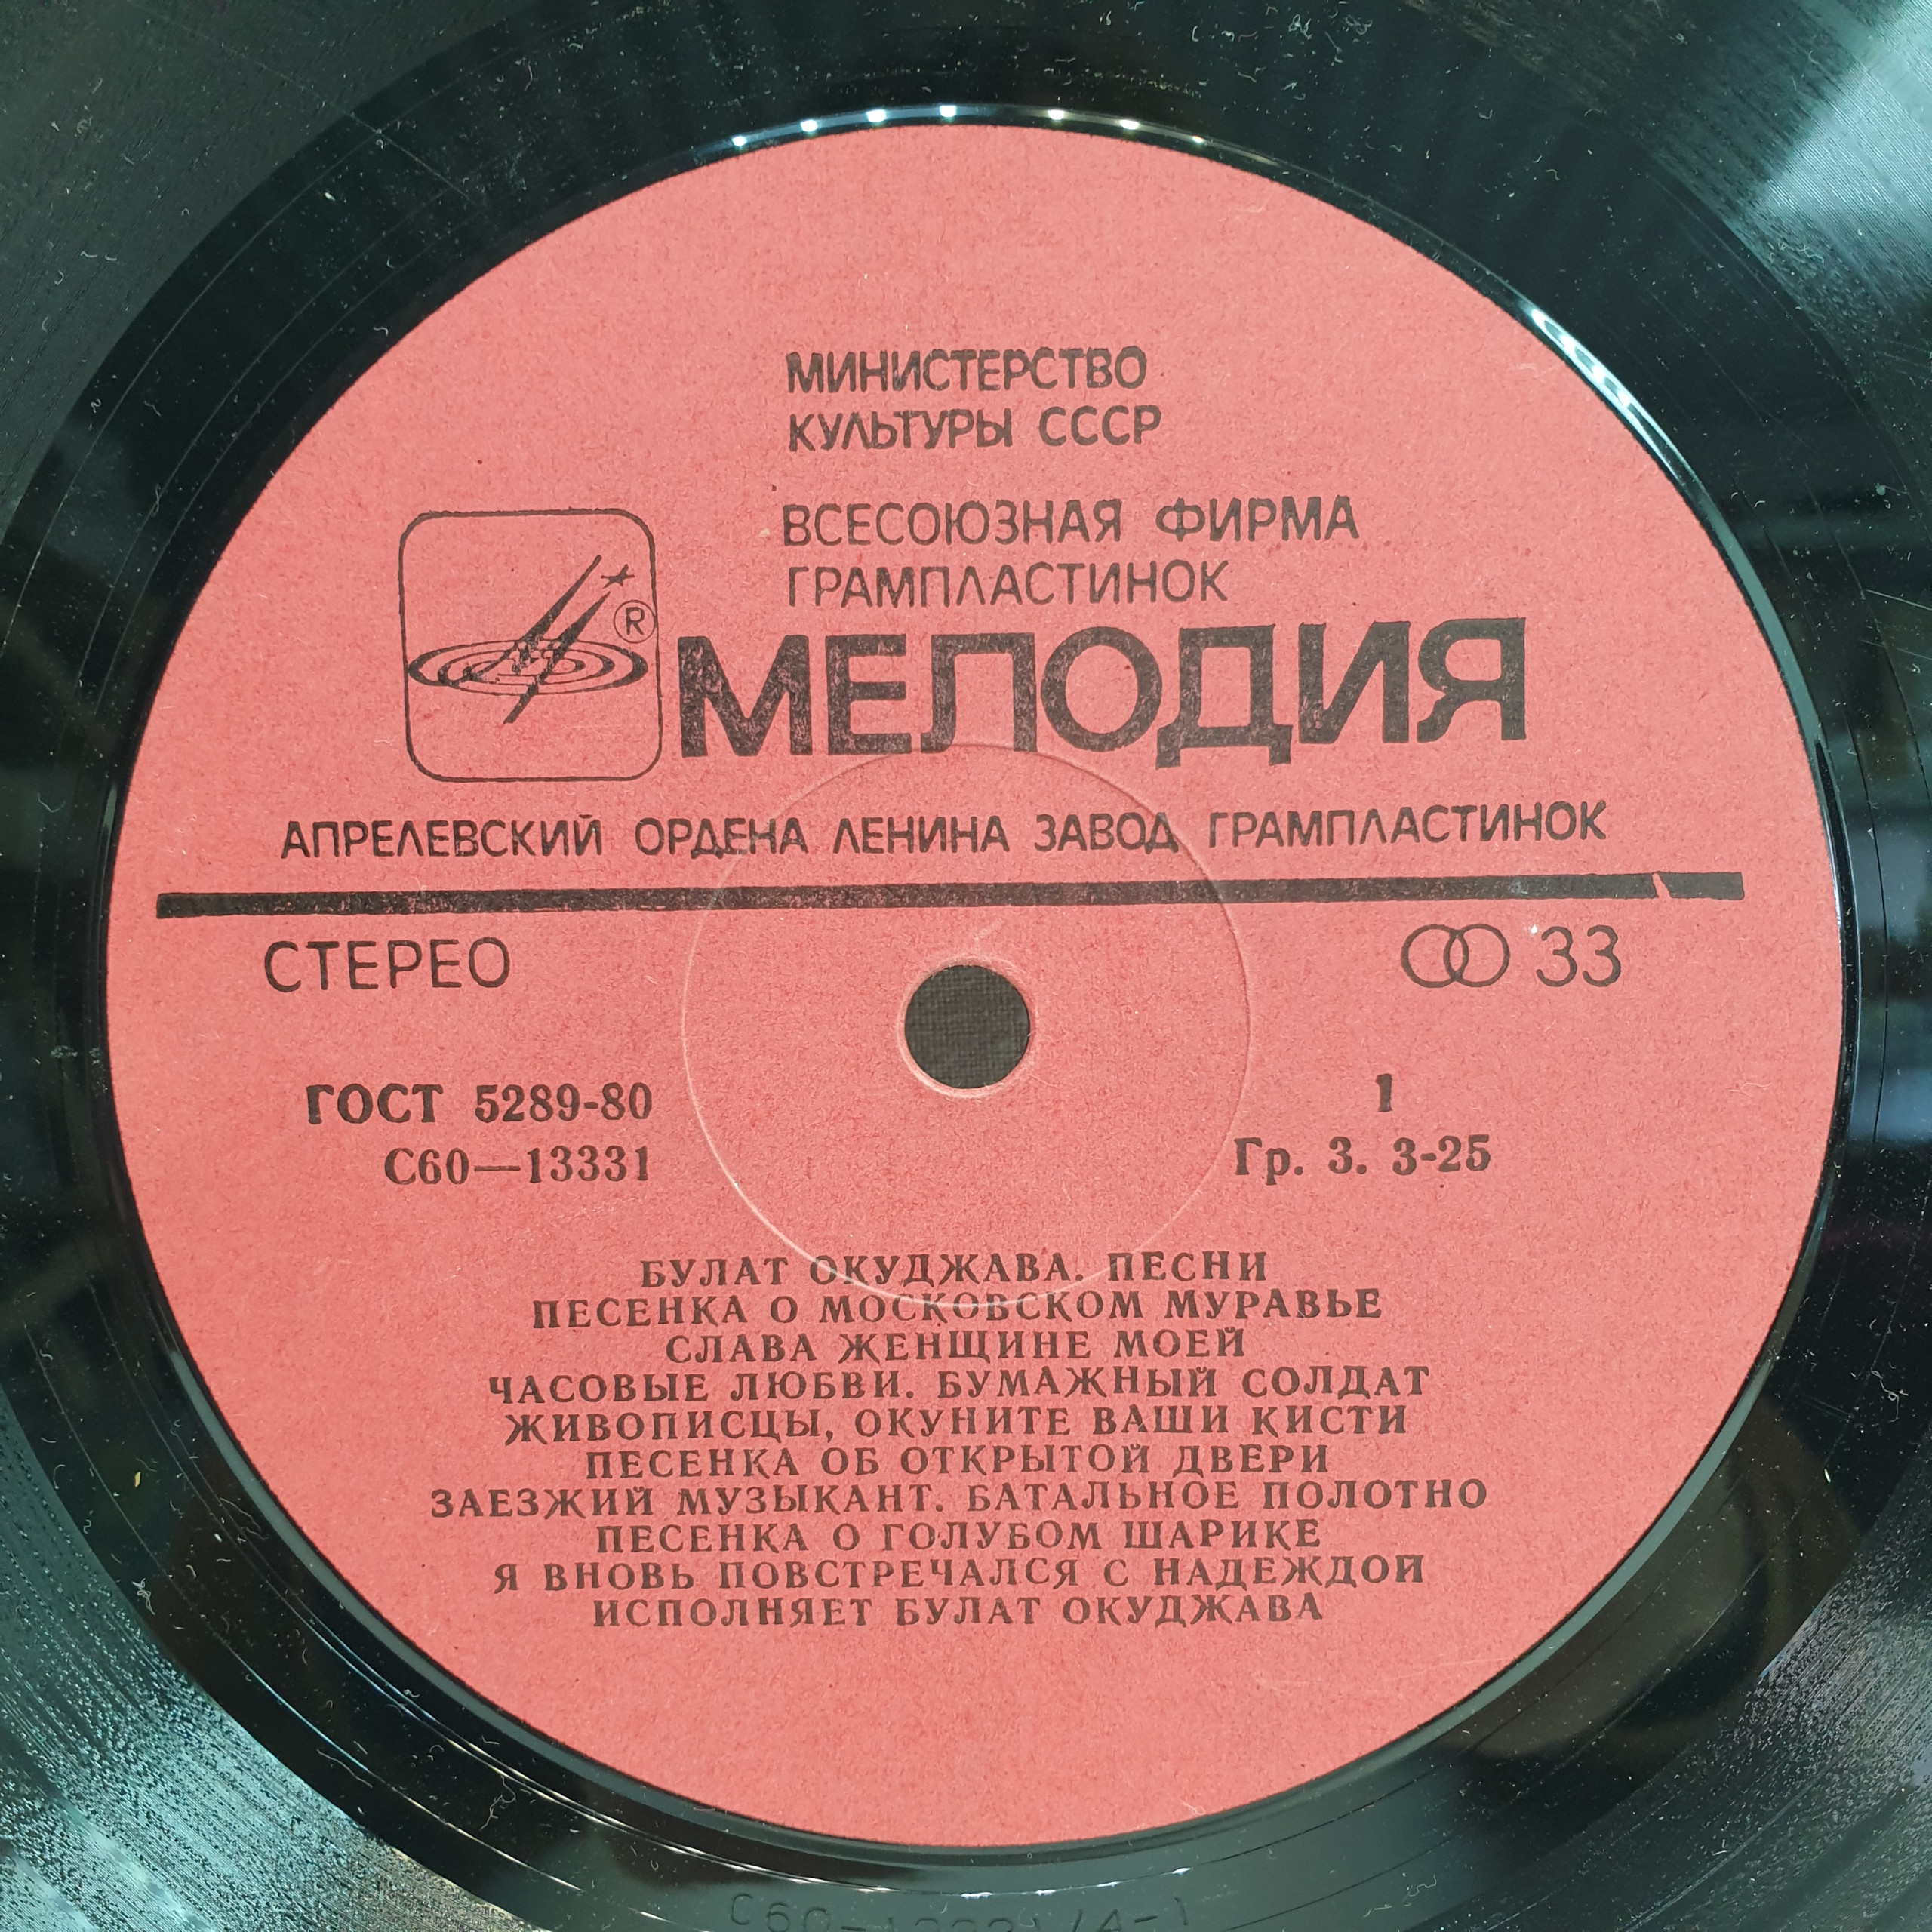 МИНИСТЕРСТВО
КУЛЬТУРЫ СССР
ВСЕСОЮЗНАЯ ФИРМА
ГРАМПЛАСТИНОК
®
МЕЛОДИЯ
АПРЕЛЕВСКИЙ ОРДЕНА ЛЕНИНА ЗАВОД ГРАМПЛАСТИНОК
СТЕРЕО 33
ГОСТ 5289-80 1
С60—13331 Гр. 3. 3-25
БУЛАТ ОКУДЖАВА. ПЕСНИ
ПЕСЕНКА О МОСКОВСКОМ МУРАВЬЕ
СЛАВА ЖЕНЩИНЕ МОЕЙ
ЧАСОВЫЕ ЛЮБВИ. БУМАЖНЫЙ СОЛДАТ
ЖИВОПИСЦЫ, ОКУНИТЕ ВАШИ КИСТИ
ПЕСЕНКА ОБ ОТКРЫТОЙ ДВЕРИ
ЗАЕЗЖИЙ МУЗЫКАНТ. БАТАЛЬНОЕ ПОЛОТНО
ПЕСЕНКА О ГОЛУБОМ ШАРИКЕ
Я ВНОВЬ ПОВСТРЕЧАЛСЯ С НАДЕЖДОЙ
ИСПОЛНЯЕТ БУЛАТ ОКУДЖАВА